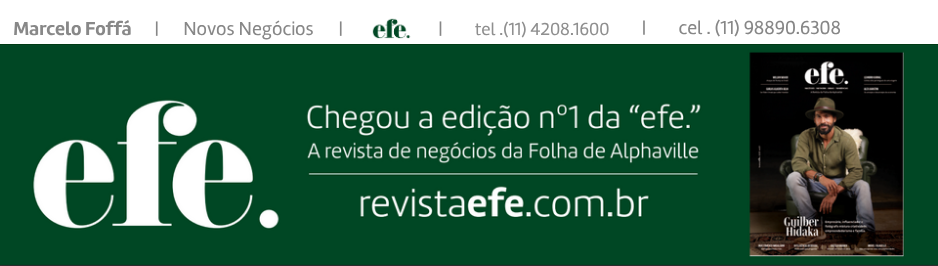 Marcelo Foffá | Novos Negócios | efe. | tel .(11) 4208.1600 | cel . (11) 98890.6308
efe.
Chegou a edição nº1 da “efe.”
A revista de negócios da Folha de Alphaville
revistaefe.com.br
efe.
Guilber
Hidaka